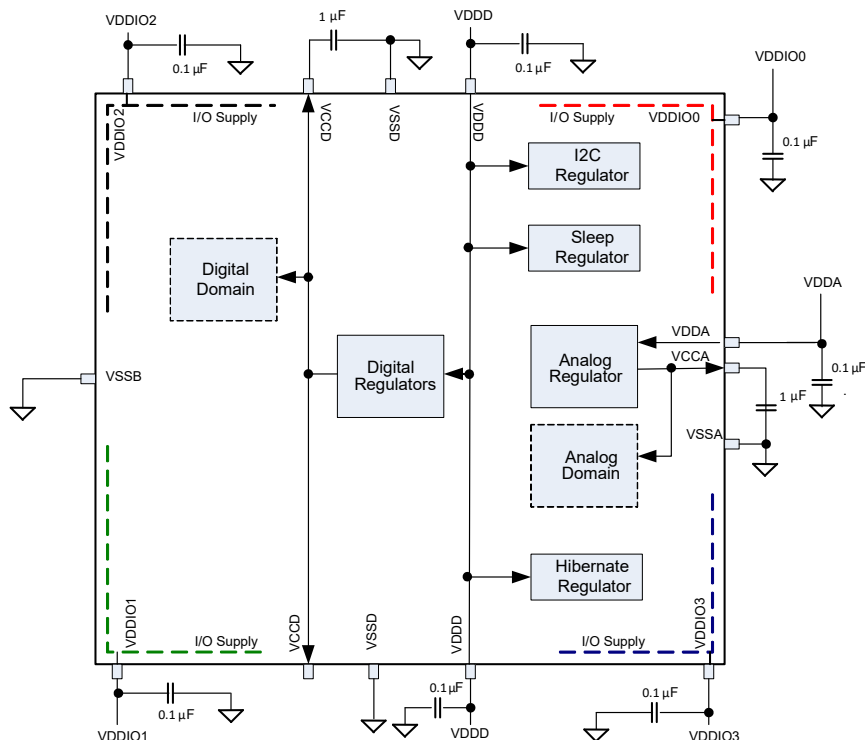 VDDIO2
1 µF
VDDD
VDDIO0
0.1 µF
0.1 µF
0.1 µF
I/O Supply
I/O Supply
VDDIO0
VDDIO2
VCCD
VSSD
VDDD
I2C
Regulator
Sleep
Regulator
Digital
Domain
VDDA
VDDA
VCCA
Analog
Regulator
Digital
Regulators
0.1 µF
.
1 µF
VSSB
VSSA
Analog
Domain
Hibernate
Regulator
VDDIO1
I/O Supply
VCCD
VSSD
VDDD
I/O Supply
VDDIO3
0.1 µF
0.1 µF
0.1 µF
VDDIO1
VDDD
VDDIO3